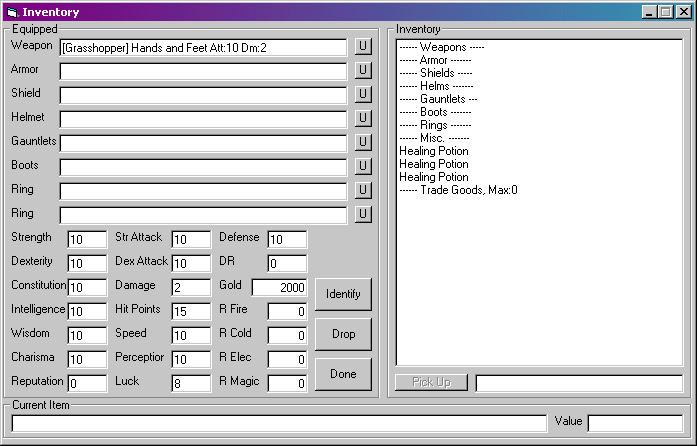 Inventory
Equipped
Weapon [Grasshopper] Hands and Feet Att:10 Dm:2 U
Armor U
Shield U
Helmet U
Gauntlets U
Boots U
Ring U
Ring U
Strength 10 Str Attack 10 Defense 10
Dexterity 10 Dex Attack 10 DR 0
Constitution 10 Damage 2 Gold 2000
Intelligence 10 Hit Points 15 R Fire 0
Wisdom 10 Speed 10 R Cold 0
Charisma 10 Perception 10 R Elec 0
Reputation 0 Luck 8 R Magic 0
Identify
Drop
Done
Inventory
------ Weapons -----
------ Armor -------
------ Shields -----
------ Helms -------
------ Gauntlets ---
------ Boots -------
------ Rings -------
------ Misc. -------
Healing Potion
Healing Potion
Healing Potion
------ Trade Goods, Max:0
Pick Up
Current Item
Value